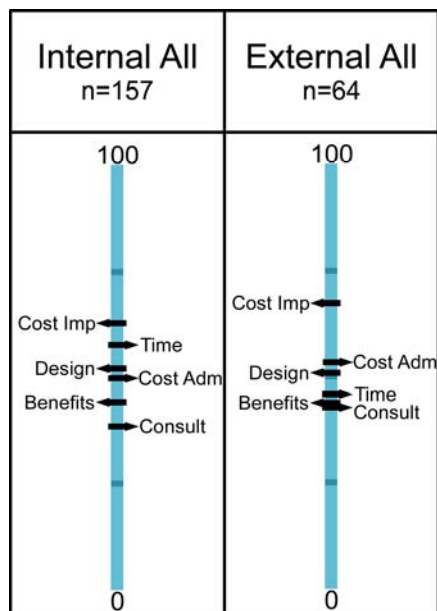 Internal All
n=157
100
Cost Imp
Time
Design
Cost Adm
Benefits
Consult
0
External All
n=64
100
Cost Imp
Cost Adm
Design
Time
Benefits
Consult
0